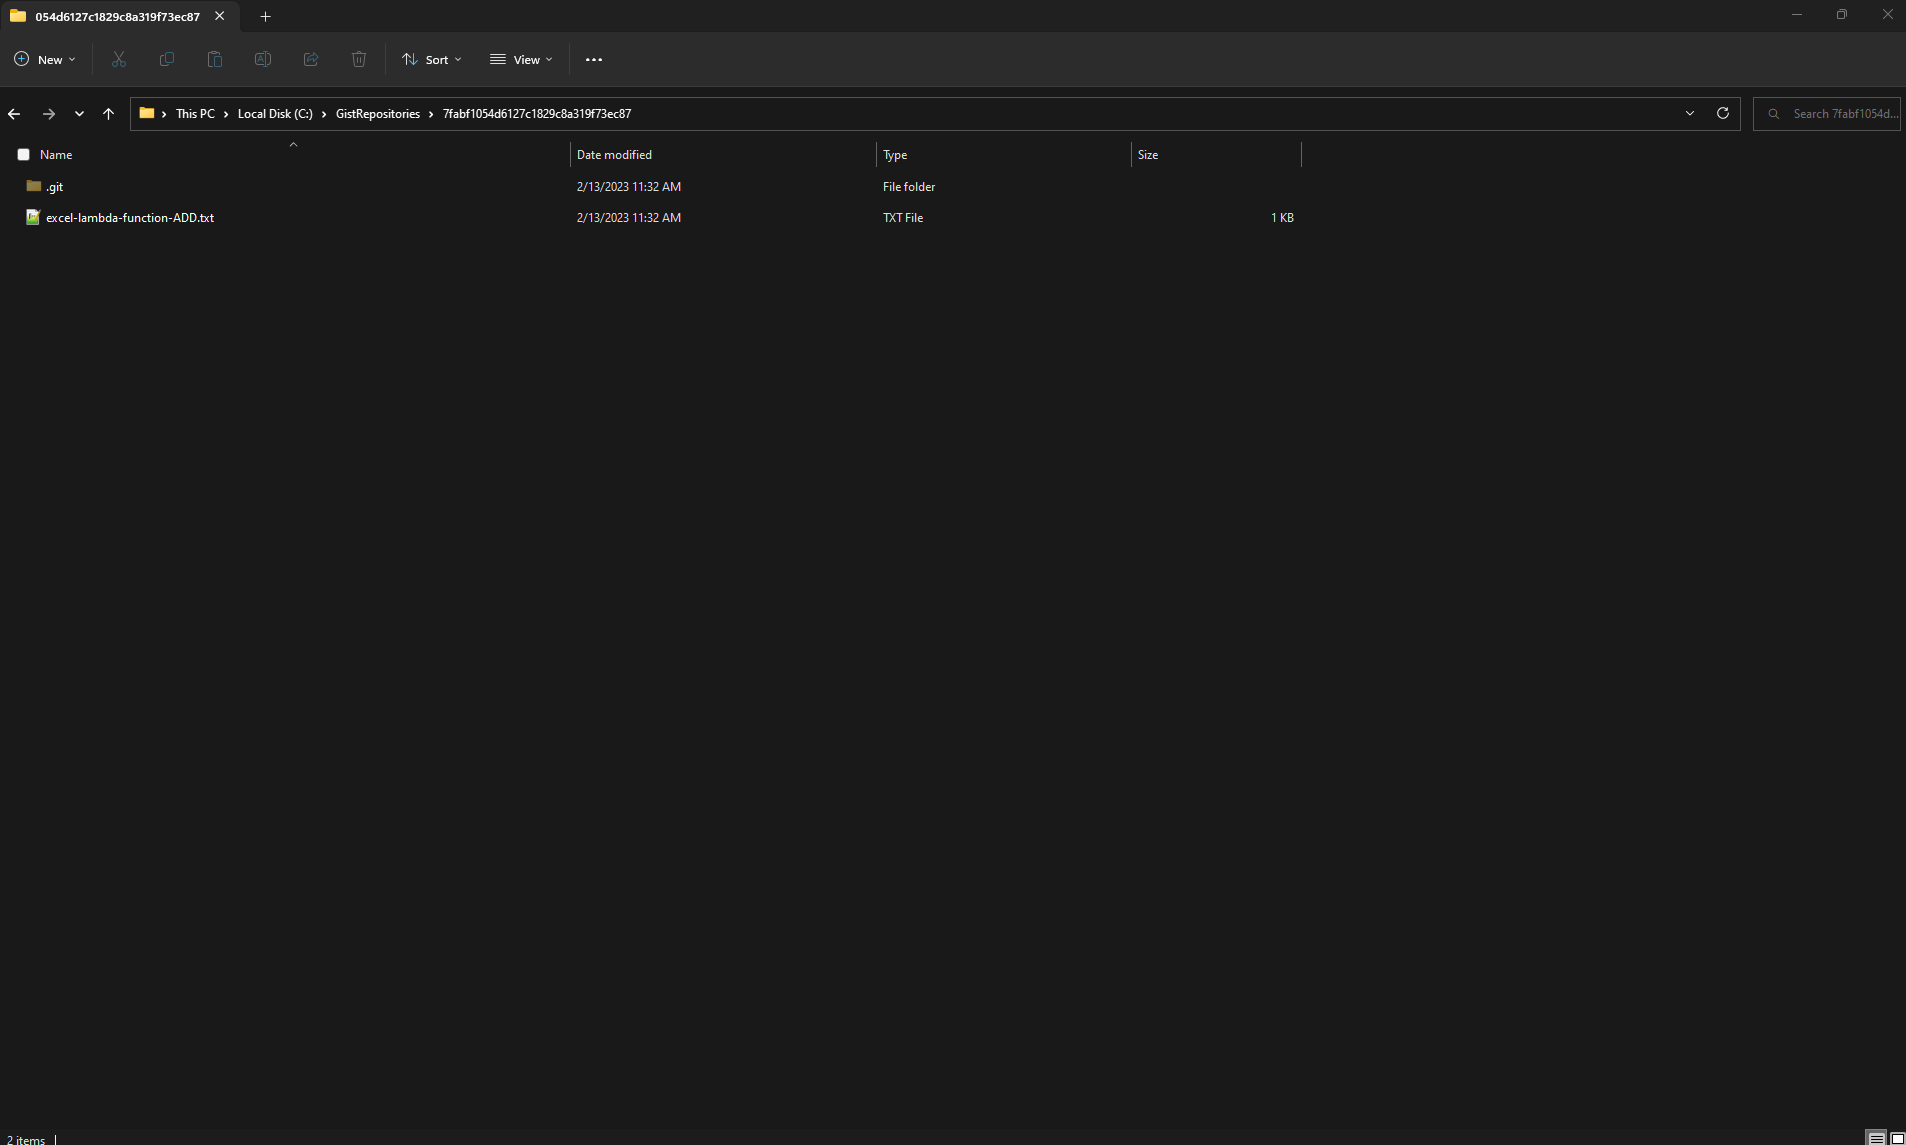 054d6127c1829c8a319f73ec87
New Sort View
This PC > Local Disk (C:) > GistRepositories > 7fabf1054d6127c1829c8a319f73ec87
Search 7fabf1054d...
Name Date modified Type Size
.git 2/13/2023 11:32 AM File folder
excel-lambda-function-ADD.txt 2/13/2023 11:32 AM TXT File 1 KB
2 items